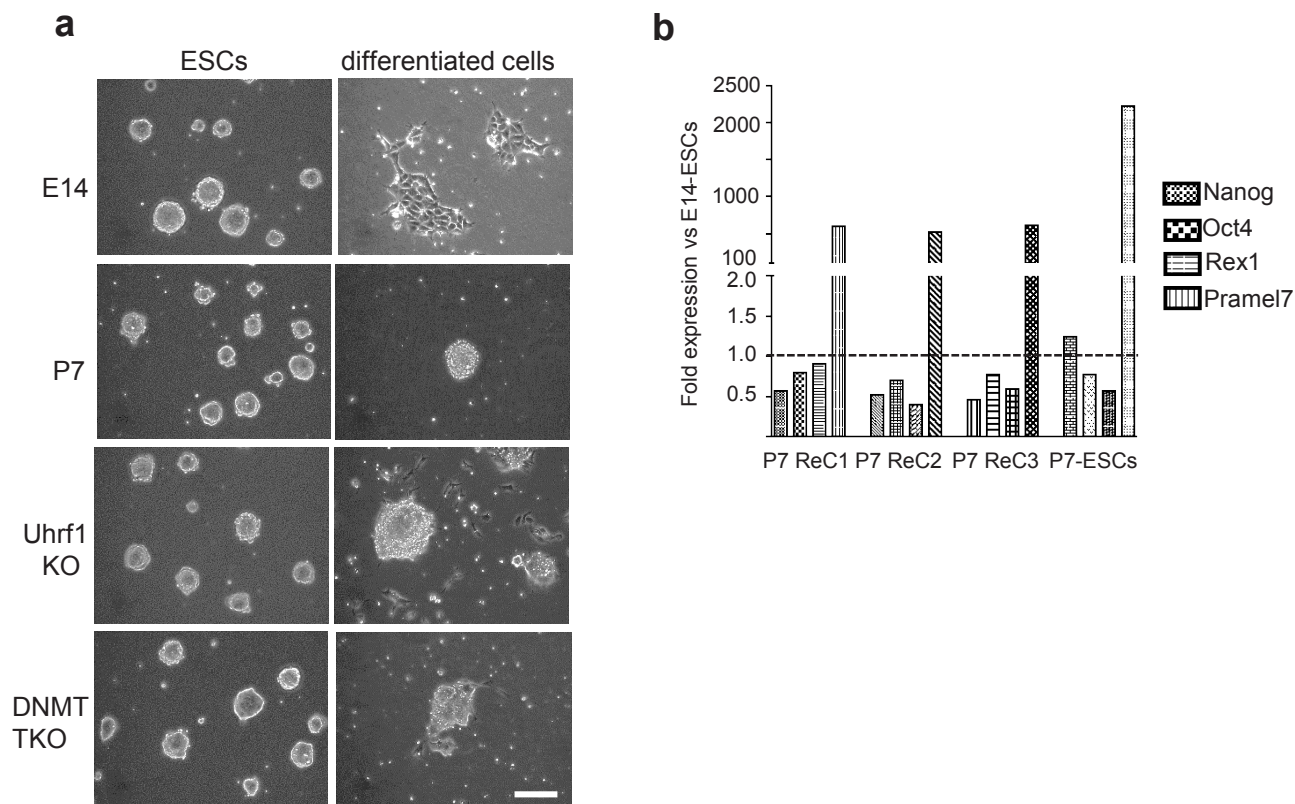 a
ESCs
differentiated cells
E14
P7
Uhrf1
KO
DNMT
TKO
b
Fold expression vs E14-ESCs
2500
2000
1000
100
2.0
1.5
1.0
0.5
P7 ReC1 P7 ReC2 P7 ReC3 P7-ESCs
Nanog
Oct4
Rex1
Pramel7